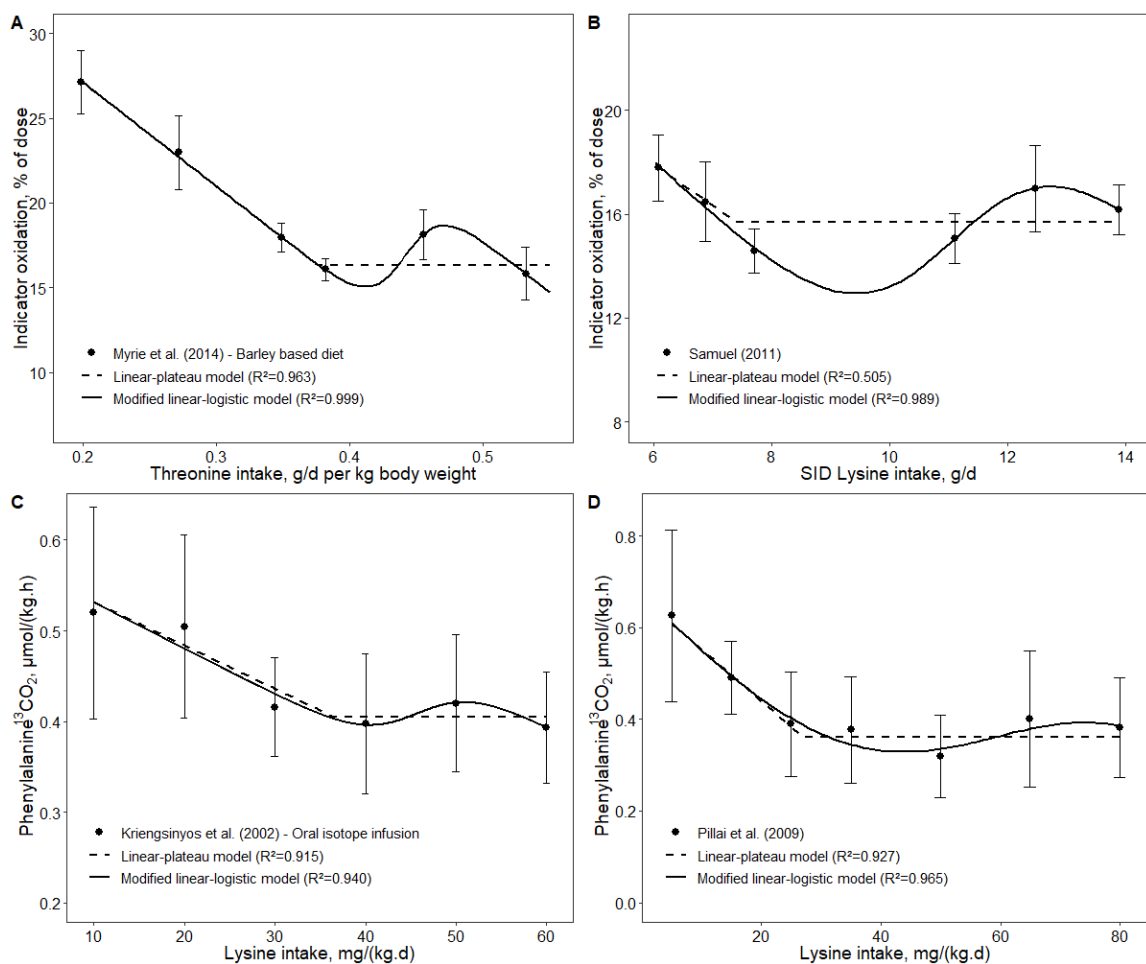 A
Indicator oxidation, % of dose
30
25
20
15
10
Myrie et al. (2014) - Barley based diet
Linear-plateau model (R²=0.963)
Modified linear-logistic model (R²=0.999)
0.2 0.3 0.4 0.5
Threonine intake, g/d per kg body weight
B
Indicator oxidation, % of dose
20
16
12
8
Samuel (2011)
Linear-plateau model (R²=0.505)
Modified linear-logistic model (R²=0.989)
6 8 10 12 14
SID Lysine intake, g/d
C
Phenylalanine ¹³CO₂, µmol/(kg.h)
0.6
0.5
0.4
0.3
0.2
Kriengsinyos et al. (2002) - Oral isotope infusion
Linear-plateau model (R²=0.915)
Modified linear-logistic model (R²=0.940)
10 20 30 40 50 60
Lysine intake, mg/(kg.d)
D
Phenylalanine ¹³CO₂, µmol/(kg.h)
0.8
0.6
0.4
0.2
0.0
Pillai et al. (2009)
Linear-plateau model (R²=0.927)
Modified linear-logistic model (R²=0.965)
20 40 60 80
Lysine intake, mg/(kg.d)